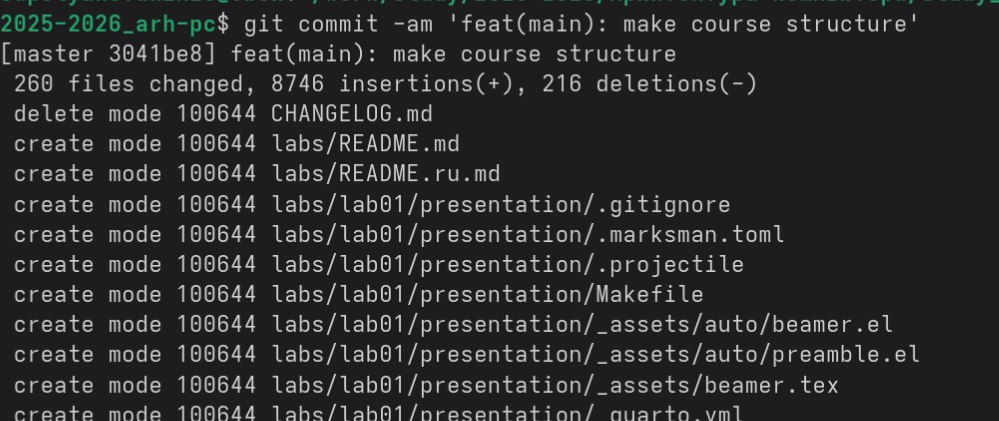 2025-2026_arh-pc$ git commit -am 'feat(main): make course structure'
[master 3041be8] feat(main): make course structure
 260 files changed, 8746 insertions(+), 216 deletions(-)
 delete mode 100644 CHANGELOG.md
 create mode 100644 labs/README.md
 create mode 100644 labs/README.ru.md
 create mode 100644 labs/lab01/presentation/.gitignore
 create mode 100644 labs/lab01/presentation/.marksman.toml
 create mode 100644 labs/lab01/presentation/.projectile
 create mode 100644 labs/lab01/presentation/Makefile
 create mode 100644 labs/lab01/presentation/_assets/auto/beamer.el
 create mode 100644 labs/lab01/presentation/_assets/auto/preamble.el
 create mode 100644 labs/lab01/presentation/_assets/beamer.tex
 create mode 100644 labs/lab01/presentation/_quarto.yml